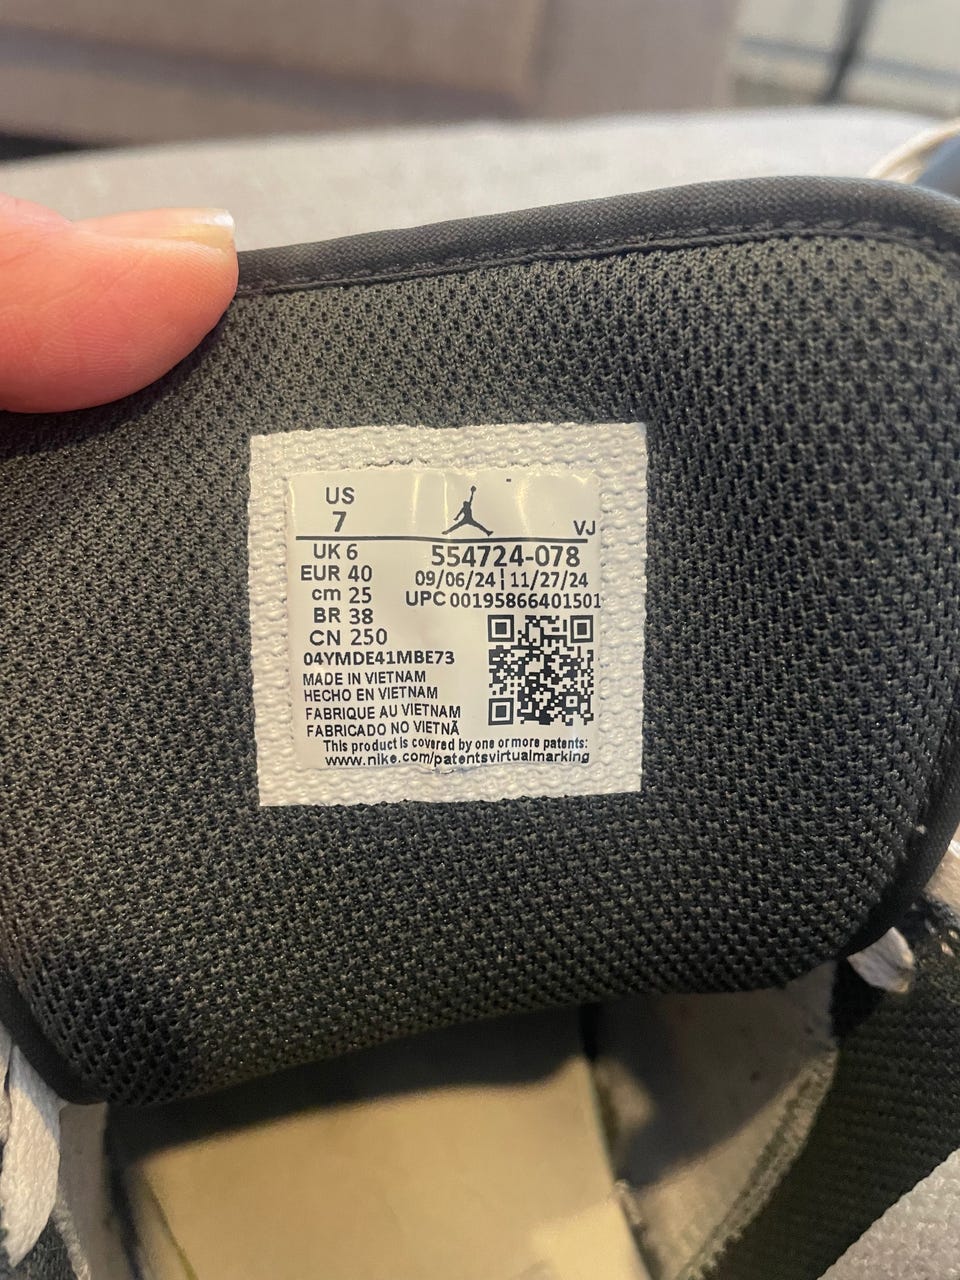 US
7
VJ
UK 6
554724-078
EUR 40
09/06/24 | 11/27/24
cm 25
UPC 00195866401501
BR 38
CN 250
04YMDE41MBE73
MADE IN VIETNAM
HECHO EN VIETNAM
FABRIQUE AU VIETNAM
FABRICADO NO VIETNÃ
This product is covered by one or more patents:
www.nike.com/patentsvirtualmarking